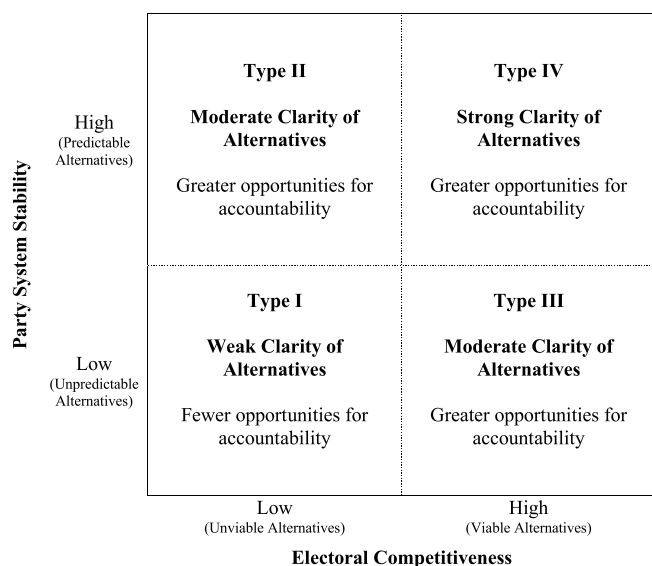 Party System Stability
High
(Predictable
Alternatives)
Type II
Moderate Clarity of
Alternatives
Greater opportunities for
accountability
Type IV
Strong Clarity of
Alternatives
Greater opportunities for
accountability
Low
(Unpredictable
Alternatives)
Type I
Weak Clarity of
Alternatives
Fewer opportunities for
accountability
Type III
Moderate Clarity of
Alternatives
Greater opportunities for
accountability
Low
(Unviable Alternatives)
High
(Viable Alternatives)
Electoral Competitiveness